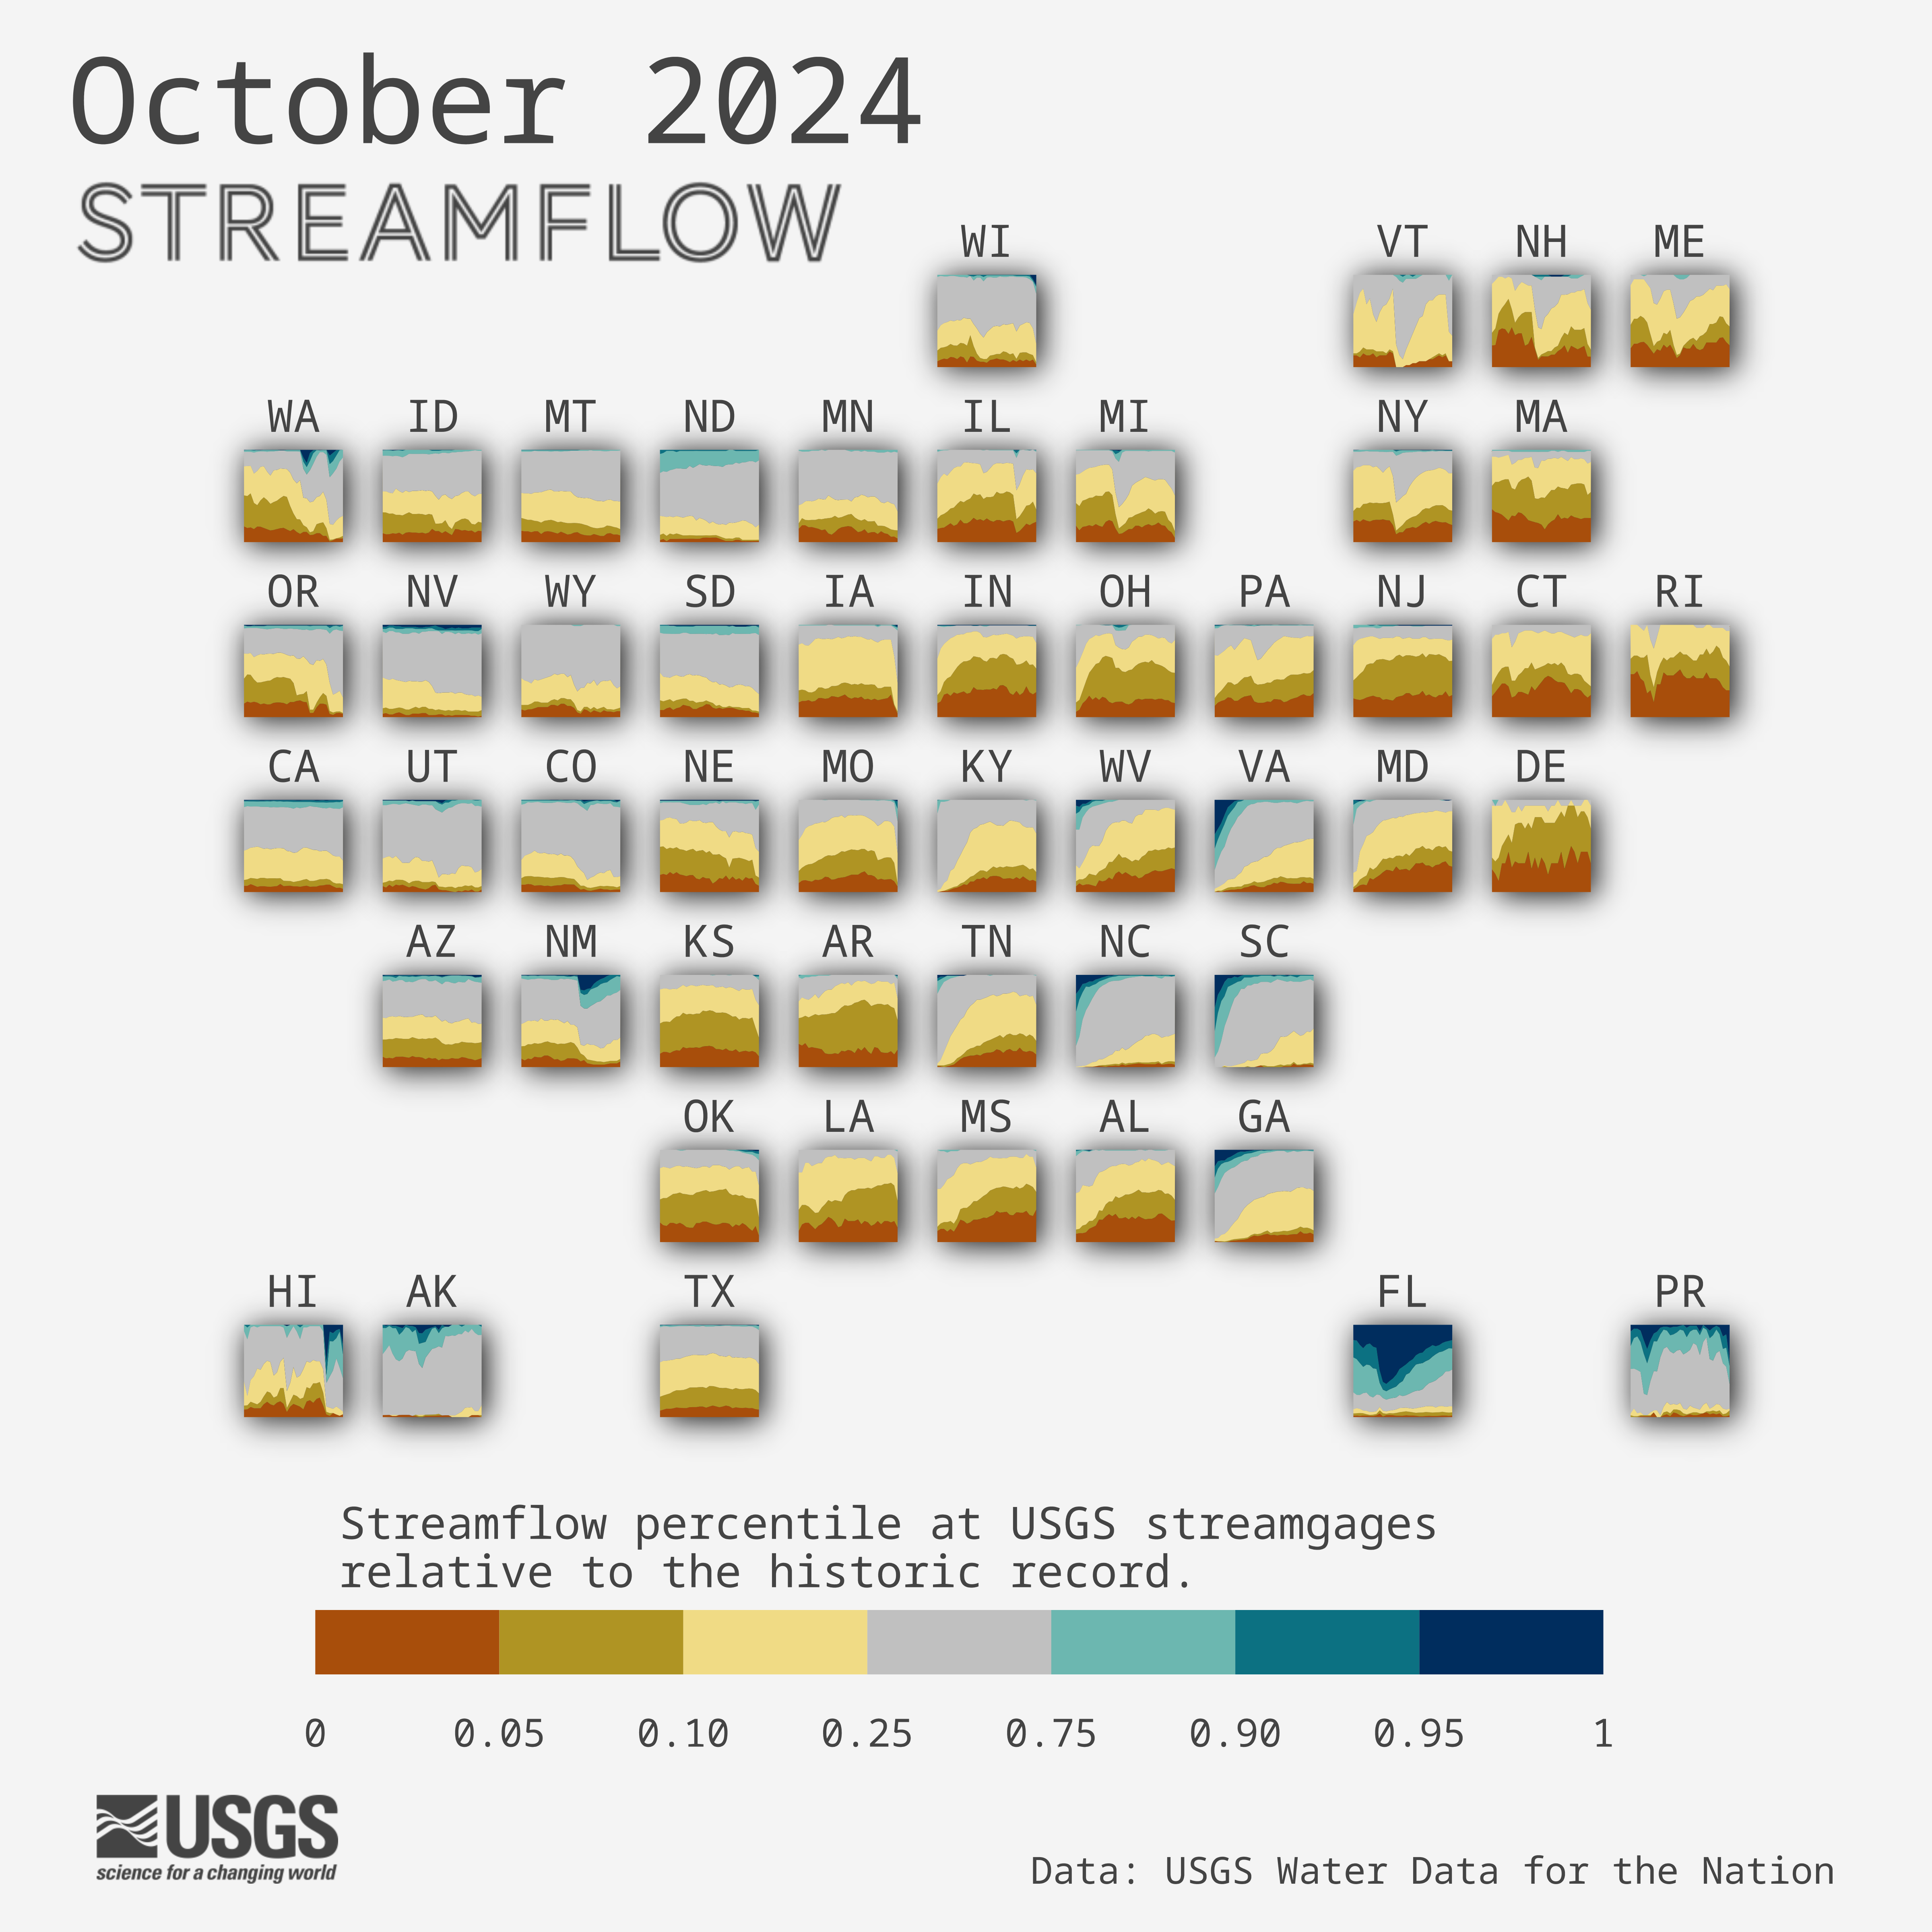 October 2024
STREAMFLOW
WI VT NH ME
WA ID MT ND MN IL MI NY MA
OR NV WY SD IA IN OH PA NJ CT RI
CA UT CO NE MO KY WV VA MD DE
AZ NM KS AR TN NC SC
OK LA MS AL GA
HI AK TX FL PR
Streamflow percentile at USGS streamgages
relative to the historic record.
0 0.05 0.10 0.25 0.75 0.90 0.95 1
USGS
science for a changing world
Data: USGS Water Data for the Nation